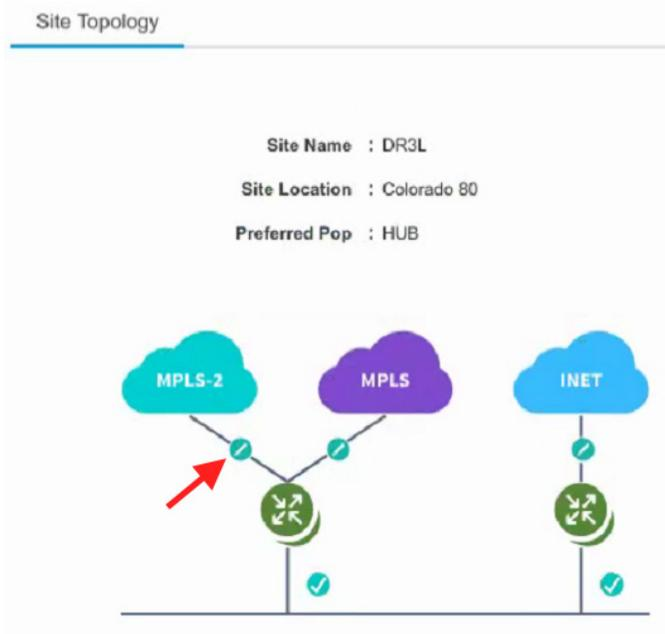 Site Topology
Site Name : DR3L
Site Location : Colorado 80
Preferred Pop : HUB
MPLS-2 MPLS INET